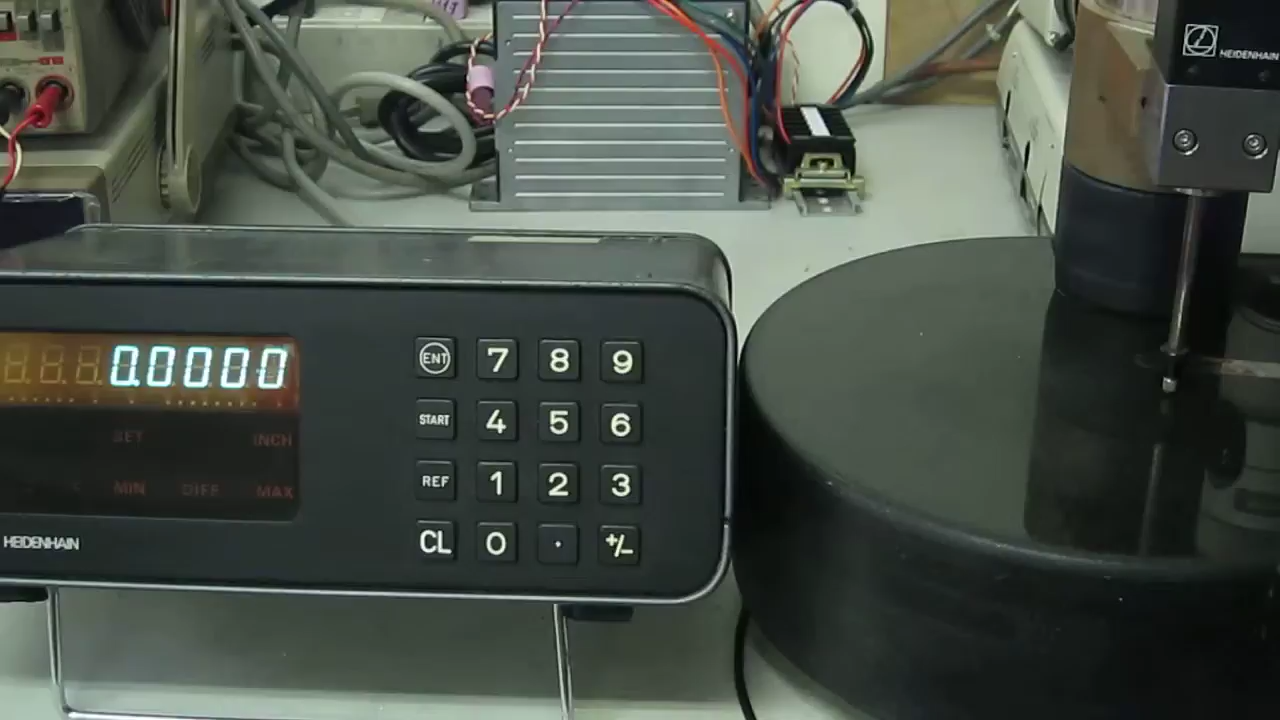 HEIDENHAIN
0.0000
ENT 7 8 9
START 4 5 6
SET INCH
REF 1 2 3
MIN DIFF MAX
CL 0 . +/-
HEIDENHAIN